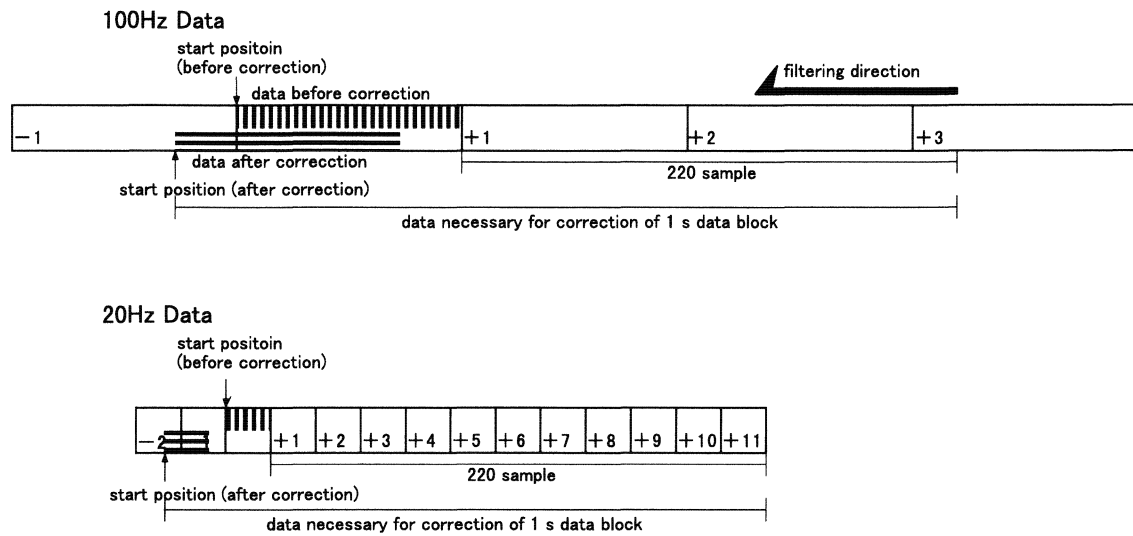 100Hz Data
start positoin
(before correction)
filtering direction
data before correction
−1
+1
+2
+3
data after correcction
220 sample
start position (after correction)
data necessary for correction of 1 s data block
20Hz Data
start positoin
(before correction)
−2
+1
+2
+3
+4
+5
+6
+7
+8
+9
+10
+11
220 sample
start position (after correction)
data necessary for correction of 1 s data block